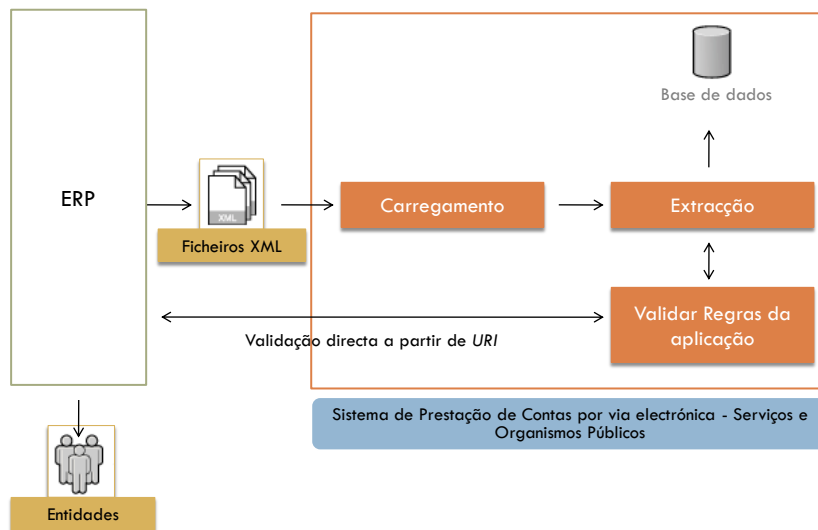 Base de dados
ERP
XML
Carregamento
Extracção
Ficheiros XML
Validar Regras da
aplicação
Validação directa a partir de URI
Sistema de Prestação de Contas por via electrónica - Serviços e
Organismos Públicos
Entidades